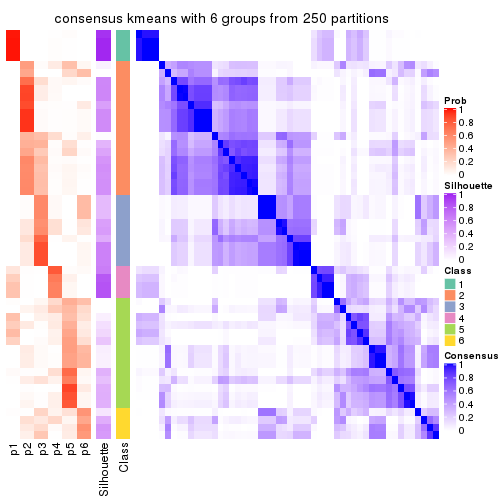 consensus kmeans with 6 groups from 250 partitions
Prob
1
0.8
0.6
0.4
0.2
0
Silhouette
1
0.8
0.6
0.4
0.2
0
Class
1
2
3
4
5
6
Consensus
1
0.8
0.6
0.4
0.2
0
p1
p2
p3
p4
p5
p6
Silhouette
Class